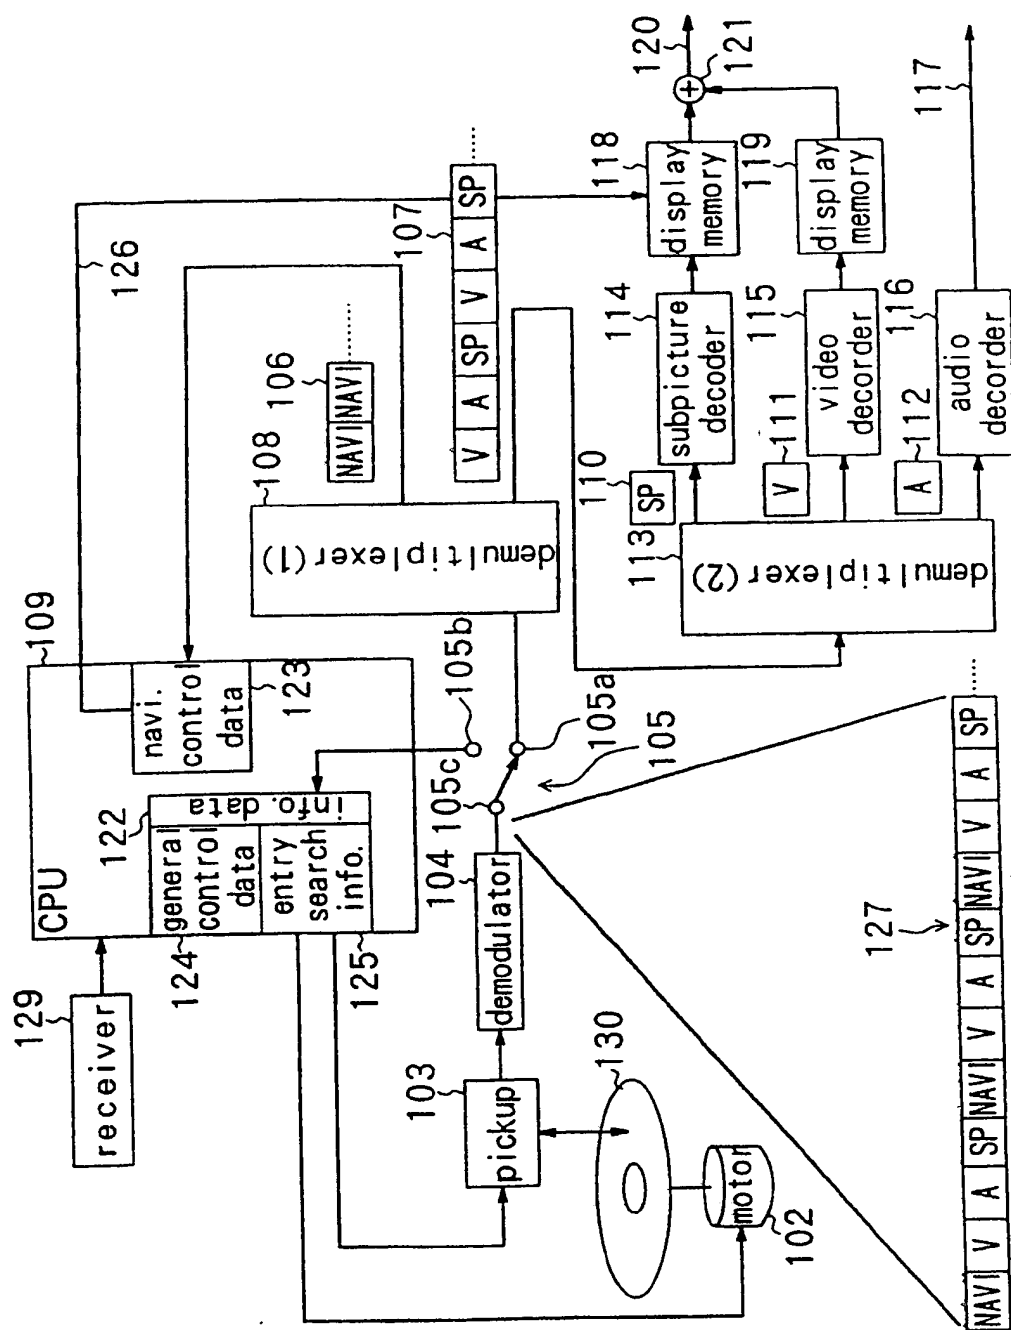 129
receiver
CPU
109
122
124
general
control
data
info. data
125
entry
search
info.
navi.
control
data
123
126
103
pickup
104
demodulator
105c
105b
105a
105
108
demultiplexer(1)
106
NAVI NAVI ........
107
V A SP V A SP ........
130
motor
102
113
demultiplexer(2)
110
SP
111
V
112
A
114
subpicture
decoder
115
video
decorder
116
audio
decorder
118
display
memory
119
display
memory
120
+
121
117
127
NAVI V A SP NAVI V A SP NAVI V A SP ........